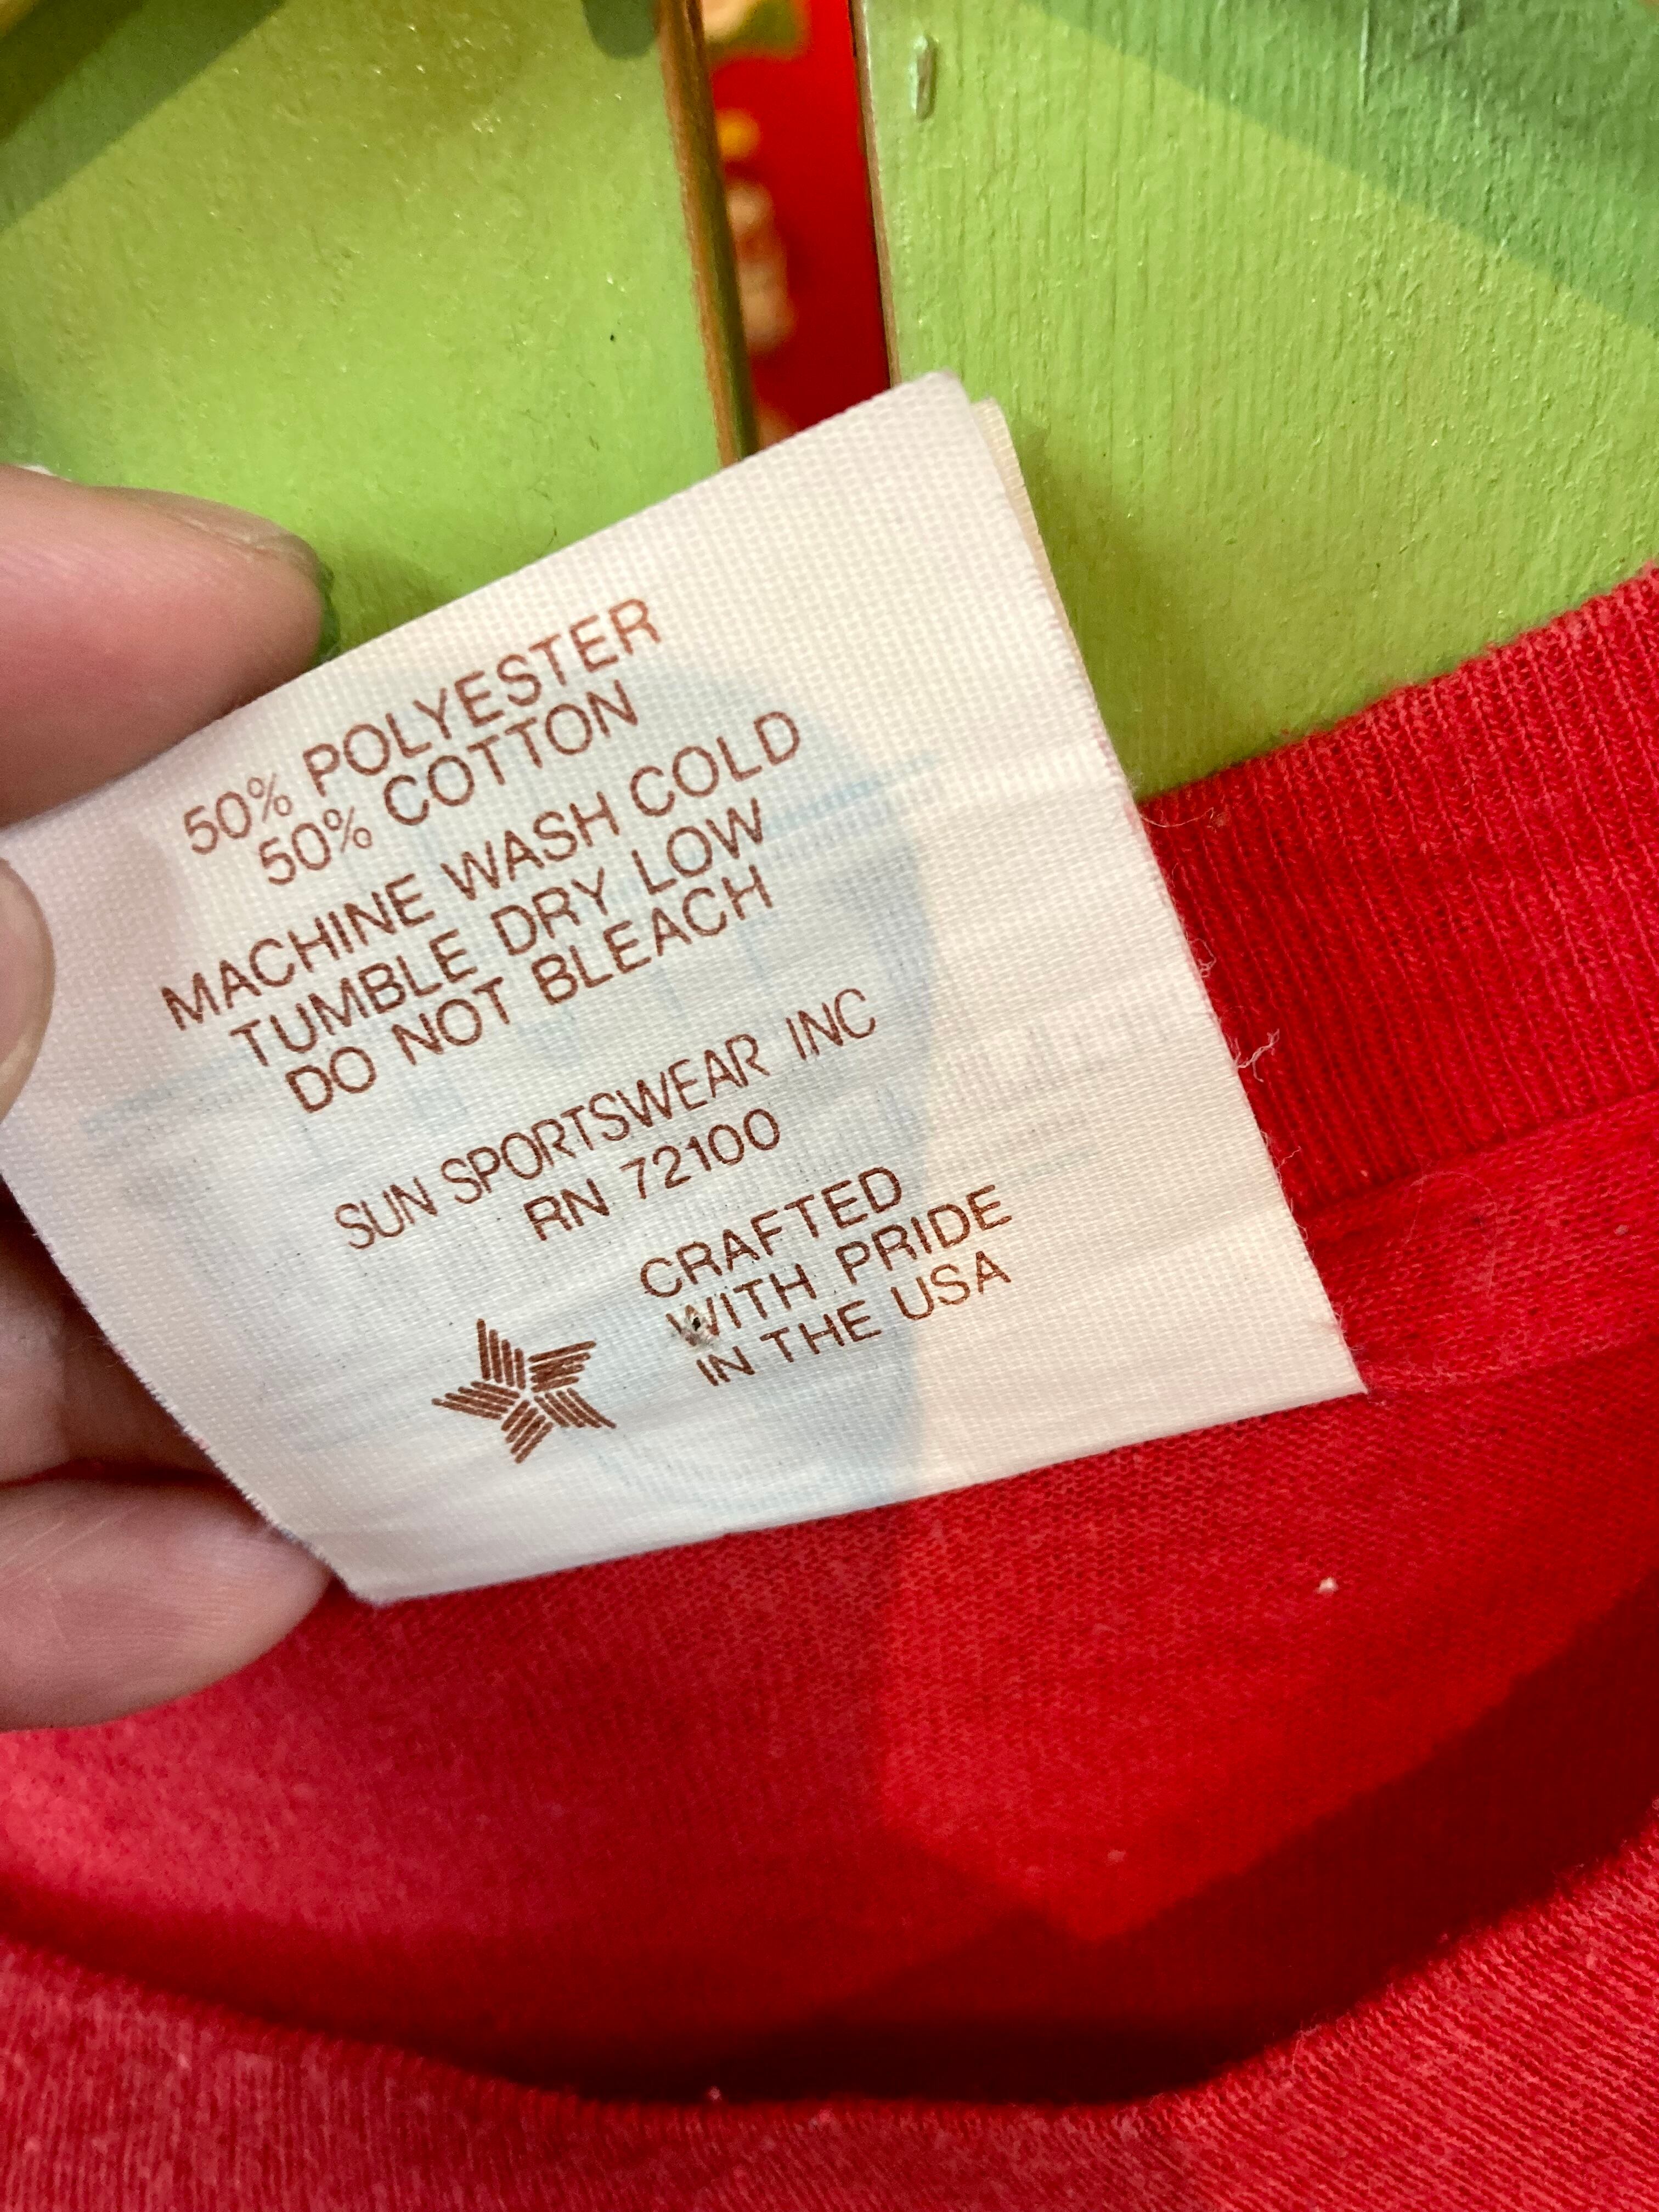 50% POLYESTER
50% COTTON
MACHINE WASH COLD
TUMBLE DRY LOW
DO NOT BLEACH
SUN SPORTSWEAR INC
RN 72100
CRAFTED
WITH PRIDE
IN THE USA